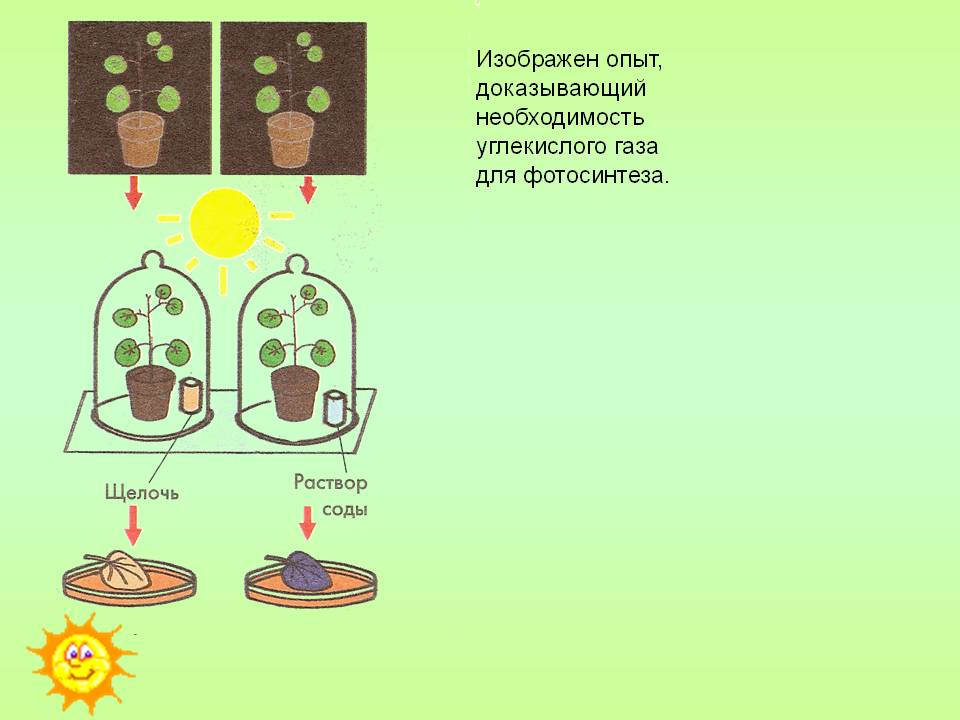 Изображен опыт,
доказывающий
необходимость
углекислого газа
для фотосинтеза.
Щелочь
Раствор
соды